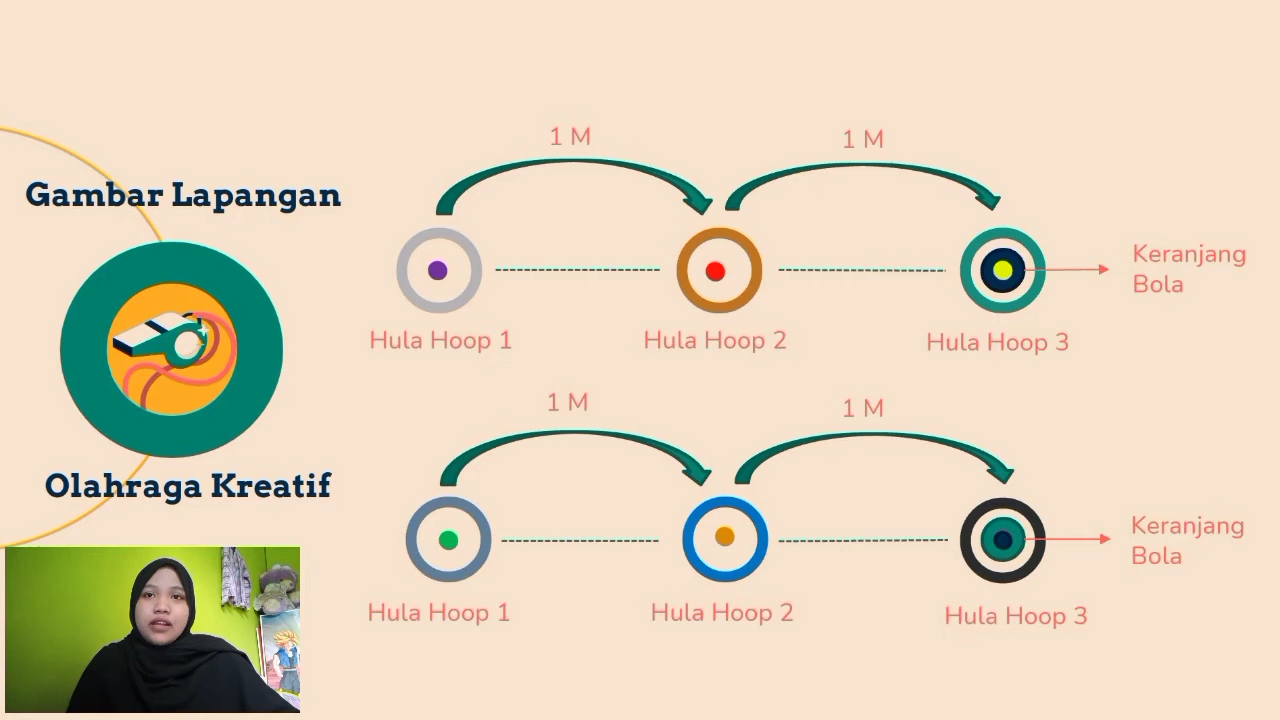 Gambar Lapangan
Olahraga Kreatif
1 M
1 M
Hula Hoop 1
Hula Hoop 2
Hula Hoop 3
Keranjang
Bola
1 M
1 M
Hula Hoop 1
Hula Hoop 2
Hula Hoop 3
Keranjang
Bola